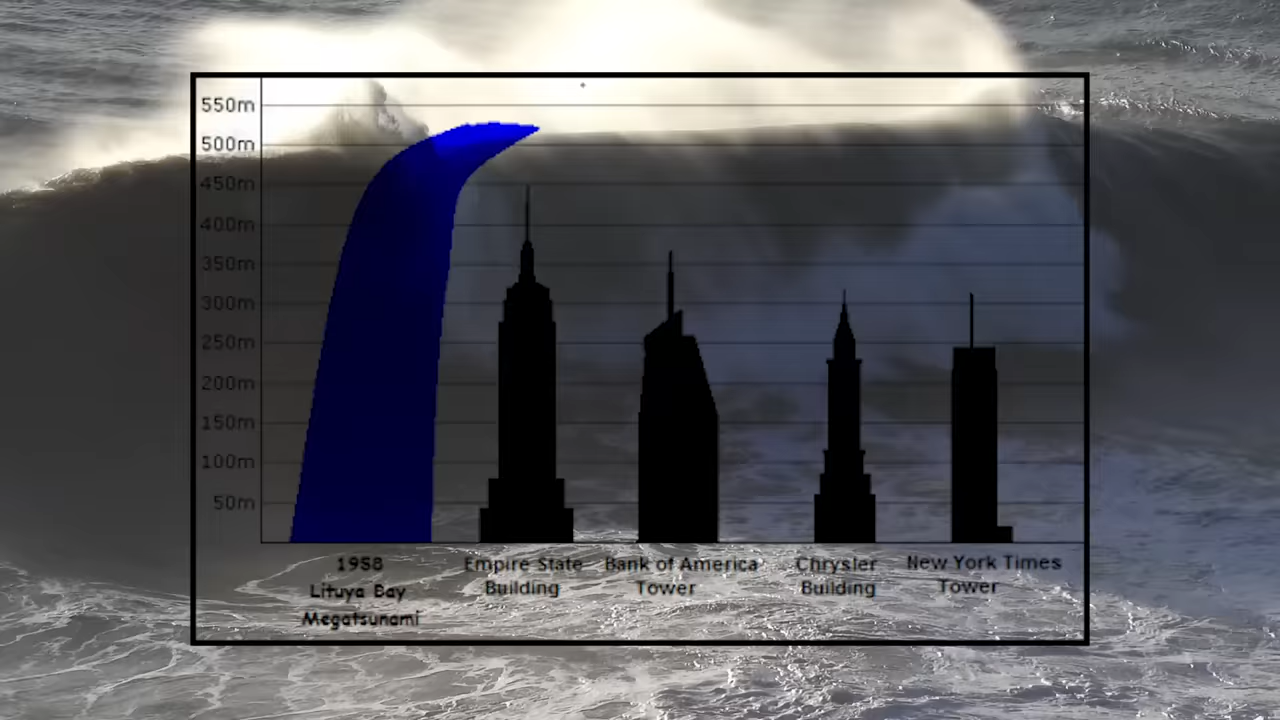 550m
500m
450m
400m
350m
300m
250m
200m
150m
100m
50m
1958
Lituya Bay
Megatsunami
Empire State
Building
Bank of America
Tower
Chrysler
Building
New York Times
Tower